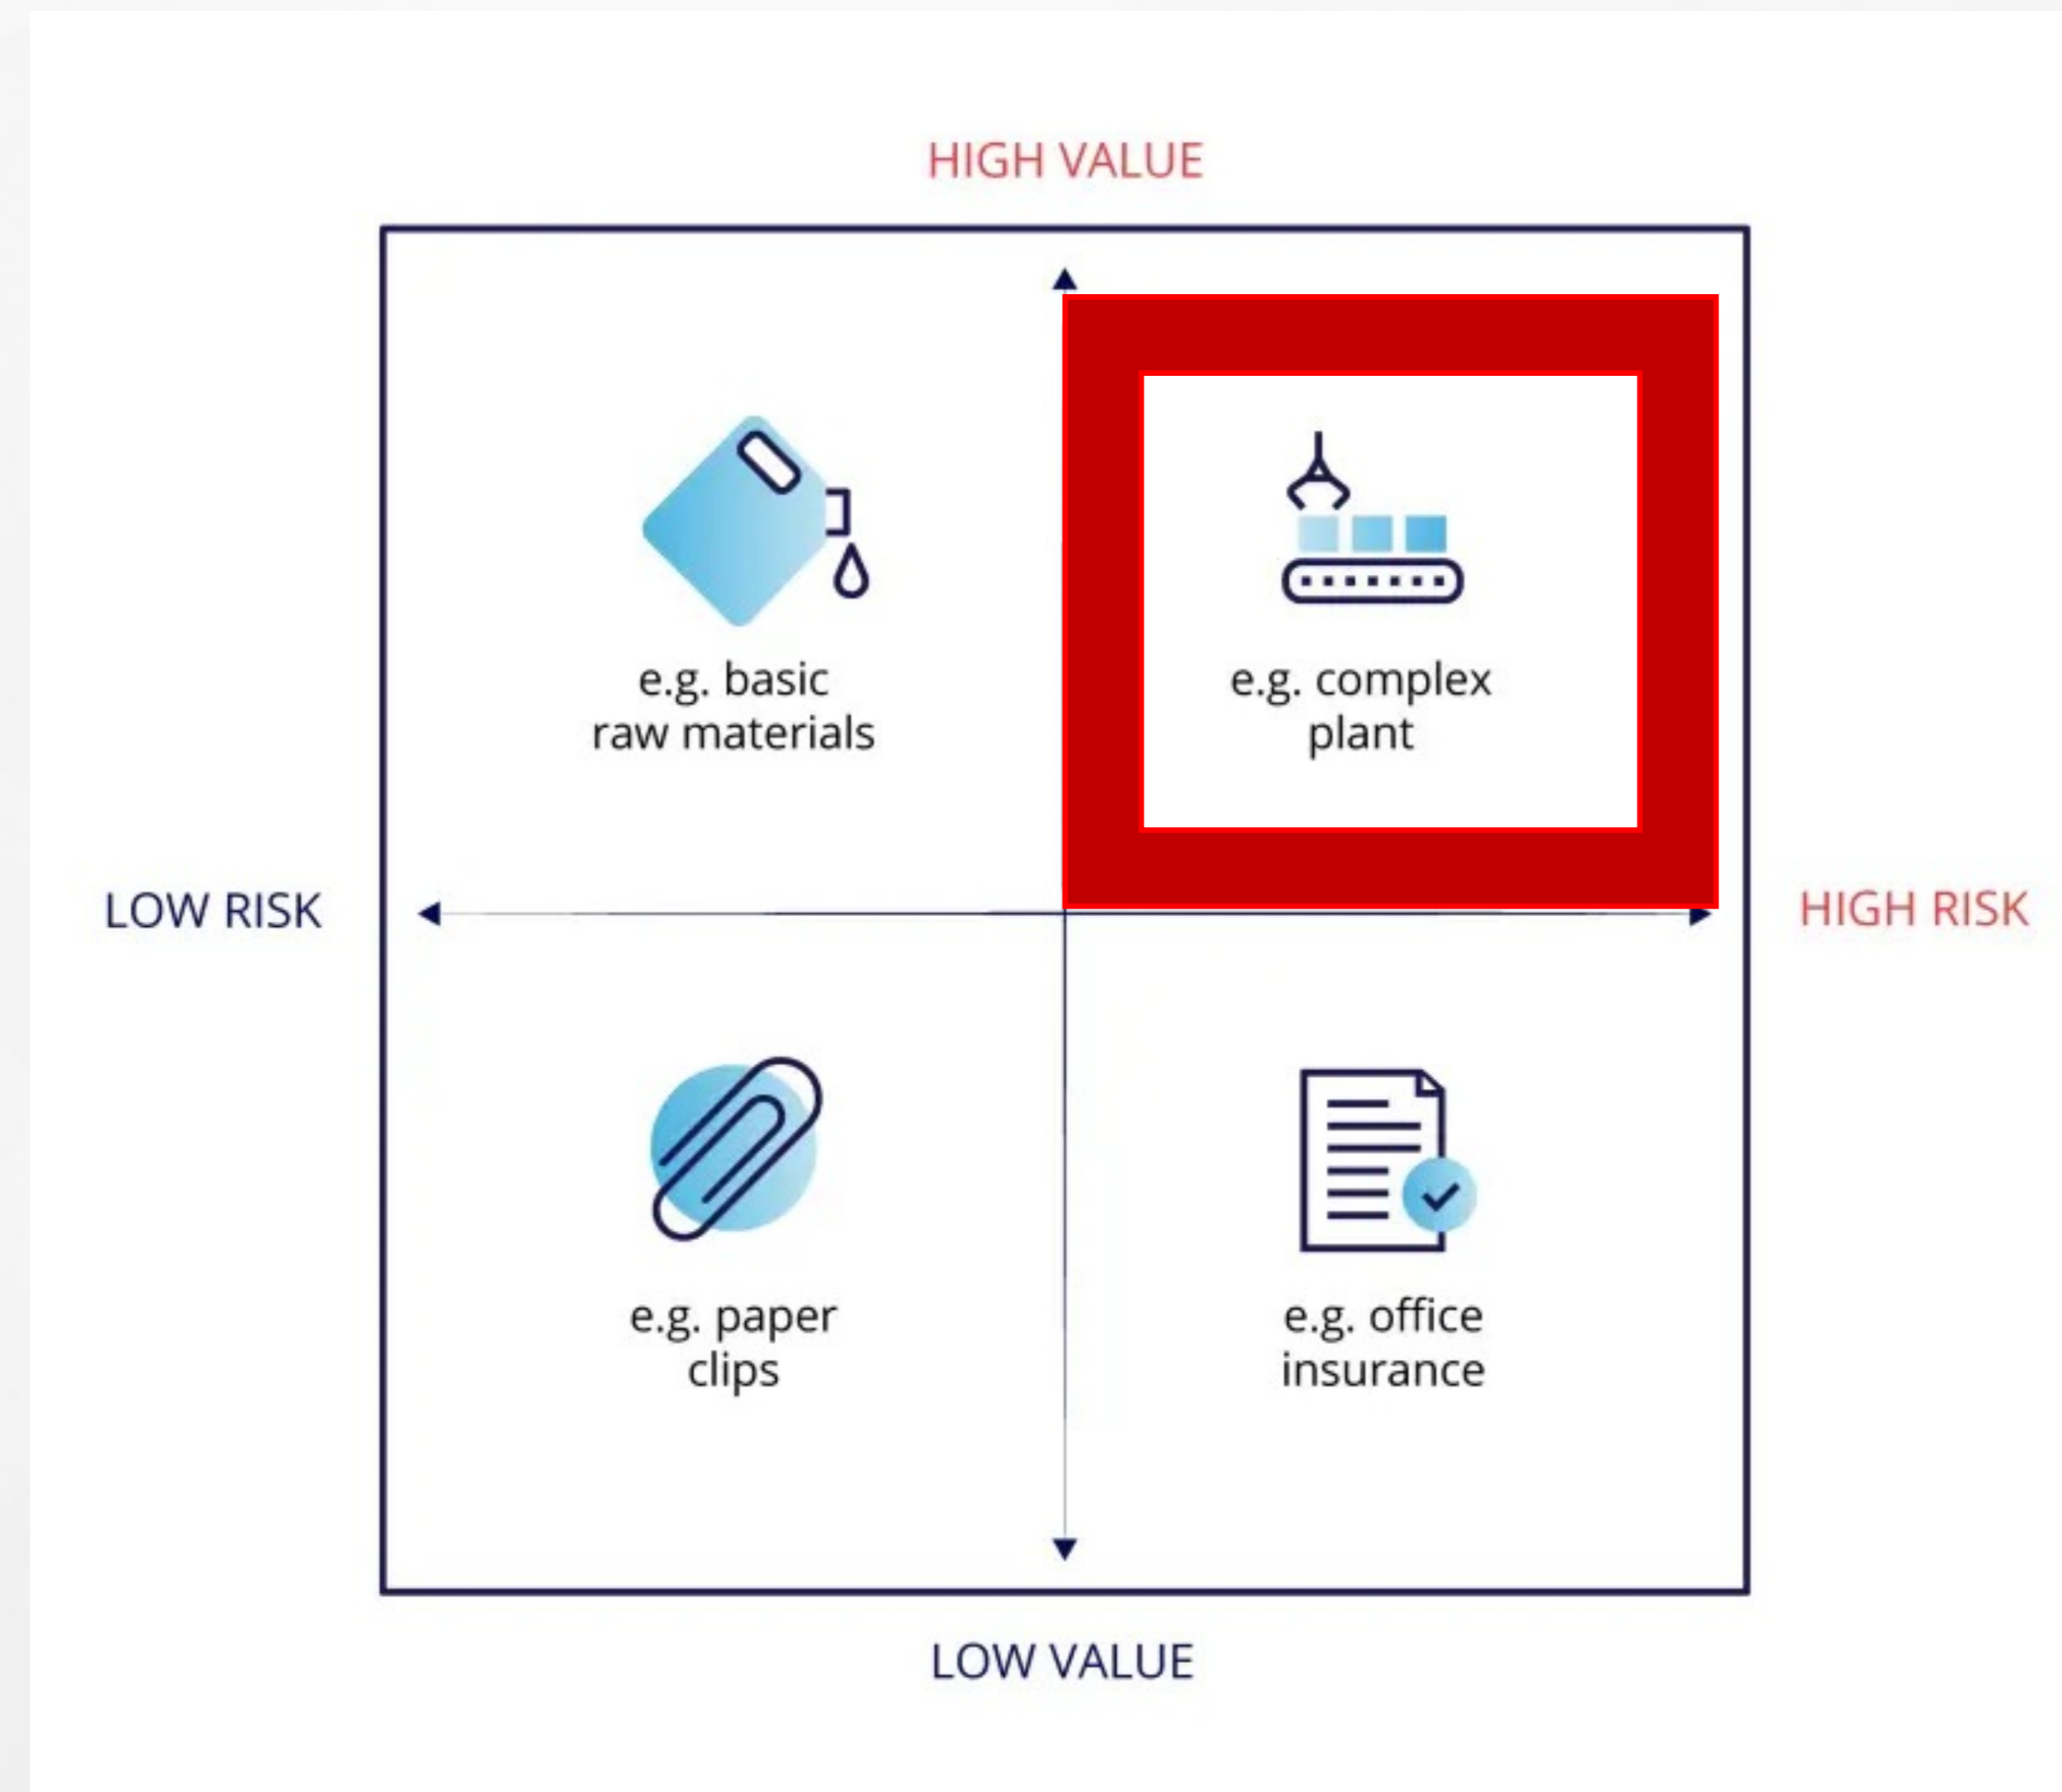 HIGH VALUE
e.g. basic
raw materials
e.g. complex
plant
LOW RISK
HIGH RISK
e.g. paper
clips
e.g. office
insurance
LOW VALUE